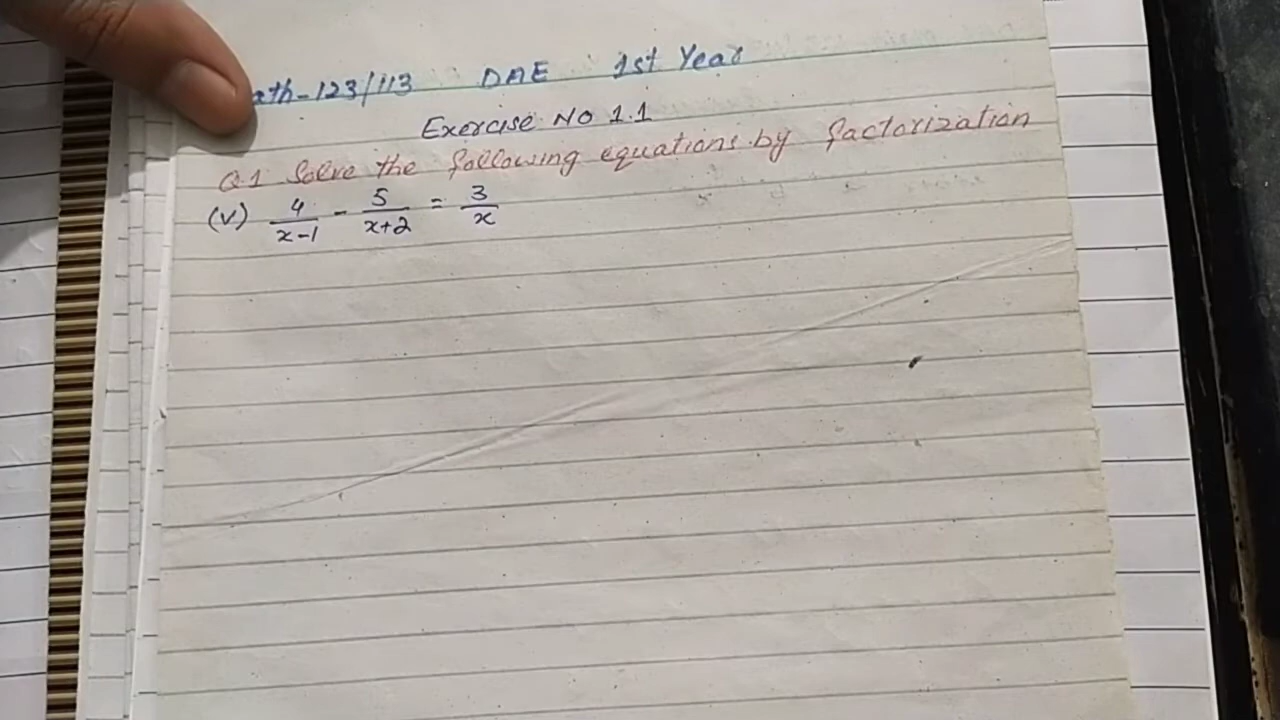 ath-123/113 DAE 1st Year
Exercise No 1.1
Q.1 Solve the following equations by factorization
(V) 4/(x-1) - 5/(x+2) = 3/x